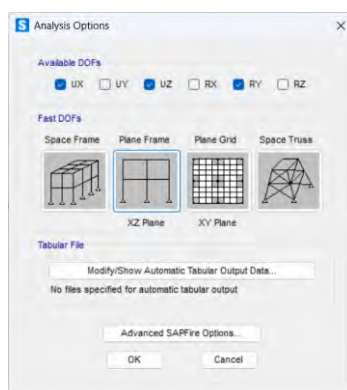 S Analysis Options
Available DOFs
UX UY UZ RX RY RZ
Fast DOFs
Space Frame Plane Frame Plane Grid Space Truss
XZ Plane XY Plane
Tabular File
Modify/Show Automatic Tabular Output Data...
No files specified for automatic tabular output
Advanced SAPFire Options...
OK Cancel